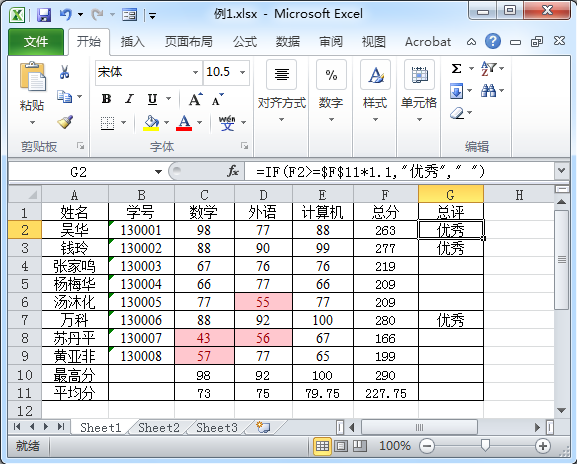 例1.xlsx - Microsoft Excel
文件 开始 插入 页面布局 公式 数据 审阅 视图 Acrobat
宋体 10.5
B I U A A
A 文 wén
粘贴 对齐方式 数字 样式 单元格
剪贴板 字体 编辑
G2 fx =IF(F2>=$F$11*1.1,"优秀"," ")
A B C D E F G H
1 姓名 学号 数学 外语 计算机 总分 总评
2 吴华 130001 98 77 88 263 优秀
3 钱玲 130002 88 90 99 277 优秀
4 张家鸣 130003 67 76 76 219
5 杨梅华 130004 66 77 66 209
6 汤沐化 130005 77 55 77 209
7 万科 130006 88 92 100 280 优秀
8 苏丹平 130007 43 56 67 166
9 黄亚非 130008 57 77 65 199
10 最高分 98 92 100 290
11 平均分 73 75 79.75 227.75
12
Sheet1 Sheet2 Sheet3
就绪 100%